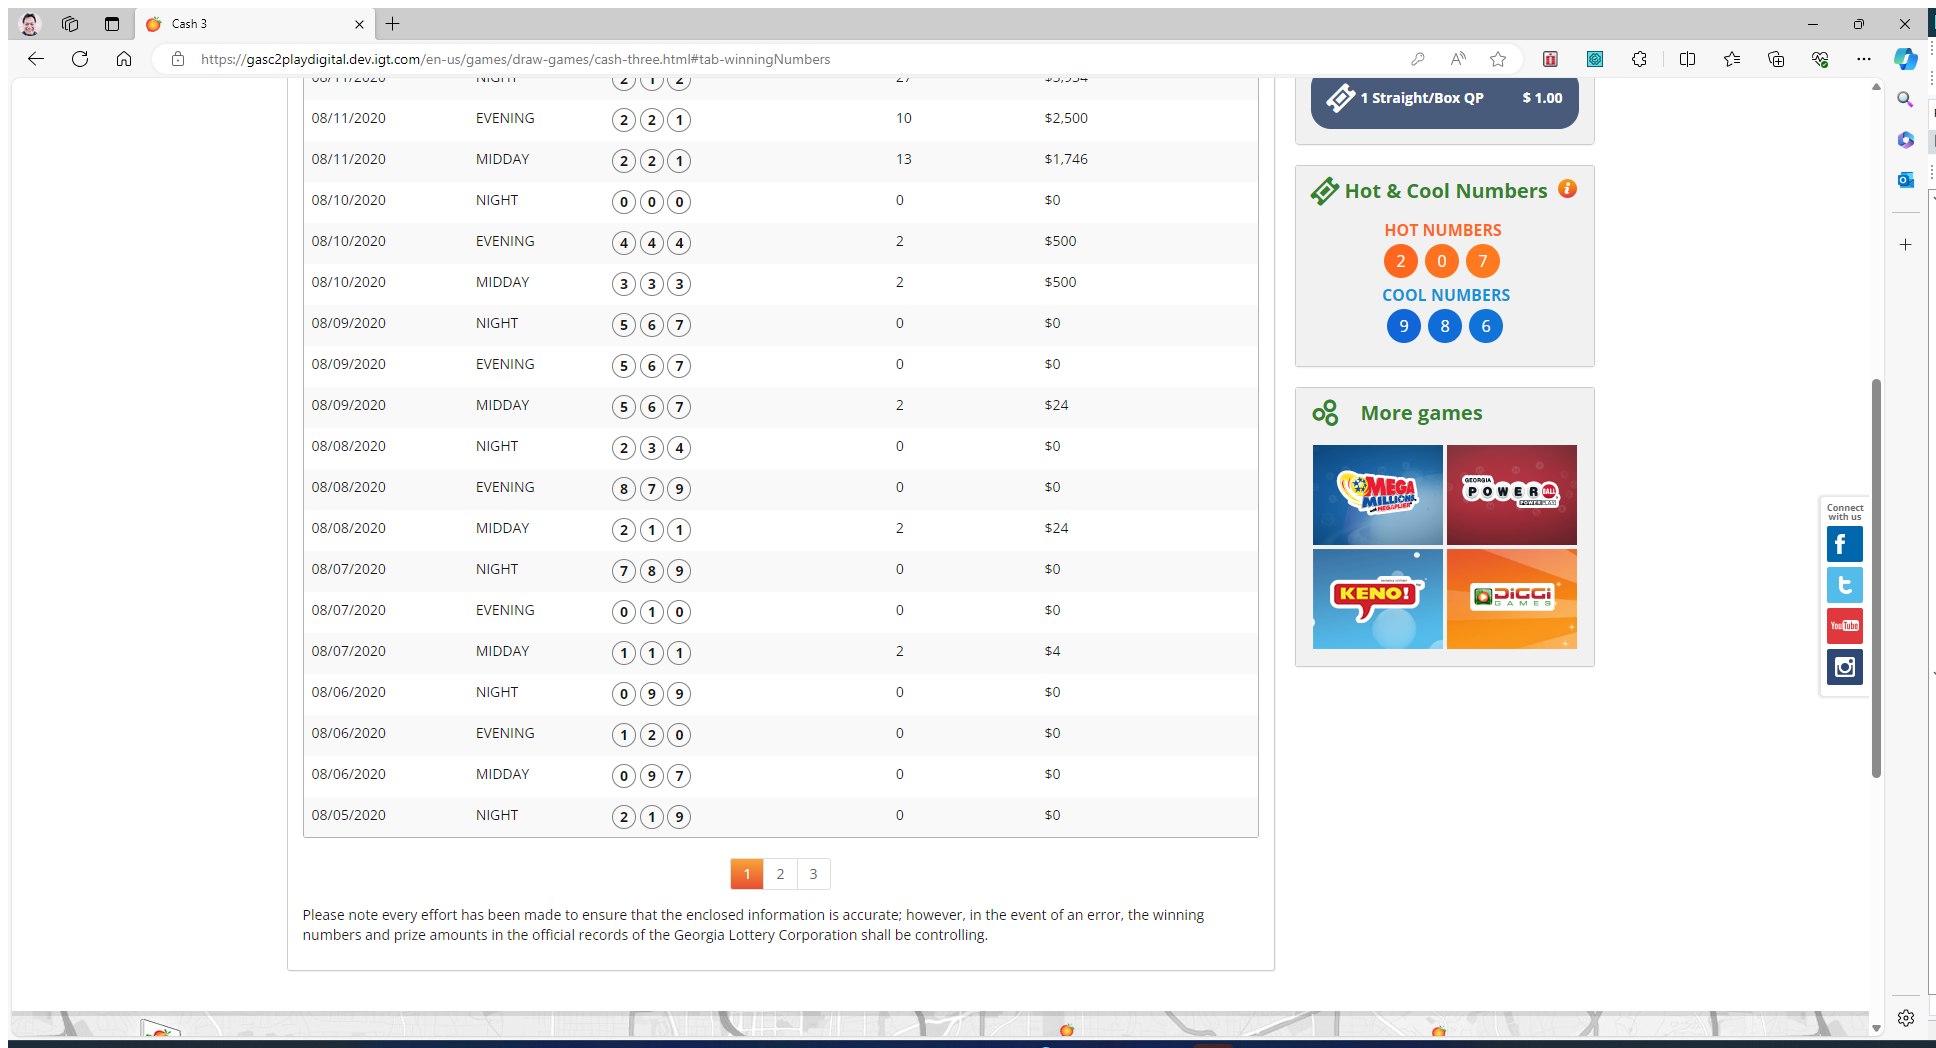 Cash 3
https://gasc2playdigital.dev.igt.com/en-us/games/draw-games/cash-three.html#tab-winningNumbers
08/11/2020 NIGHT 2 1 2 27
08/11/2020 EVENING 2 2 1 10 $2,500
08/11/2020 MIDDAY 2 2 1 13 $1,746
08/10/2020 NIGHT 0 0 0 0 $0
08/10/2020 EVENING 4 4 4 2 $500
08/10/2020 MIDDAY 3 3 3 2 $500
08/09/2020 NIGHT 5 6 7 0 $0
08/09/2020 EVENING 5 6 7 0 $0
08/09/2020 MIDDAY 5 6 7 2 $24
08/08/2020 NIGHT 2 3 4 0 $0
08/08/2020 EVENING 8 7 9 0 $0
08/08/2020 MIDDAY 2 1 1 2 $24
08/07/2020 NIGHT 7 8 9 0 $0
08/07/2020 EVENING 0 1 0 0 $0
08/07/2020 MIDDAY 1 1 1 2 $4
08/06/2020 NIGHT 0 9 9 0 $0
08/06/2020 EVENING 1 2 0 0 $0
08/06/2020 MIDDAY 0 9 7 0 $0
08/05/2020 NIGHT 2 1 9 0 $0
1 2 3
Please note every effort has been made to ensure that the enclosed information is accurate; however, in the event of an error, the winning
numbers and prize amounts in the official records of the Georgia Lottery Corporation shall be controlling.
1 Straight/Box QP $ 1.00
Hot & Cool Numbers
HOT NUMBERS
2 0 7
COOL NUMBERS
9 8 6
More games
MEGA
MILLIONS
MEGAPLIER
GEORGIA
POWERBALL
POWER PLAY
KENO!
DIGGI
GAMES
Connect
with us
You Tube